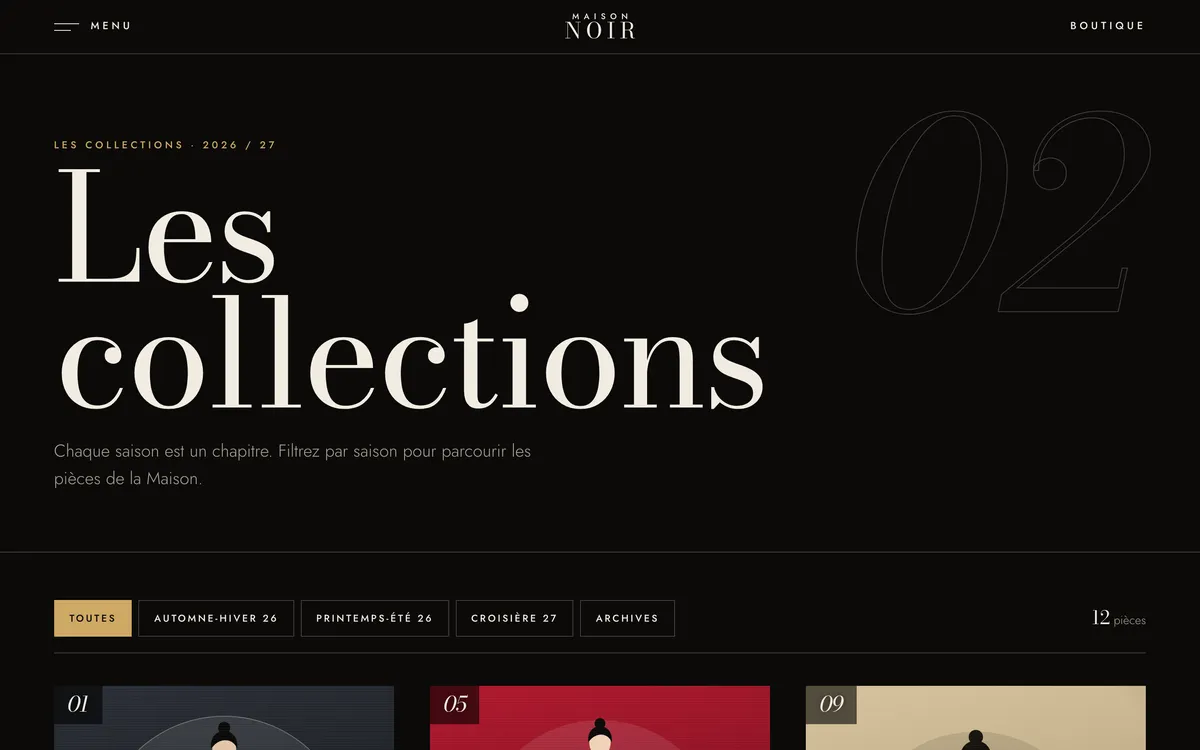 MENU
MAISON
NOIR
BOUTIQUE
02
LES COLLECTIONS · 2026 / 27
Les
collections
Chaque saison est un chapitre. Filtrez par saison pour parcourir les
pièces de la Maison.
TOUTES
AUTOMNE-HIVER 26
PRINTEMPS-ÉTÉ 26
CROISIÈRE 27
ARCHIVES
12 pièces
01
05
09